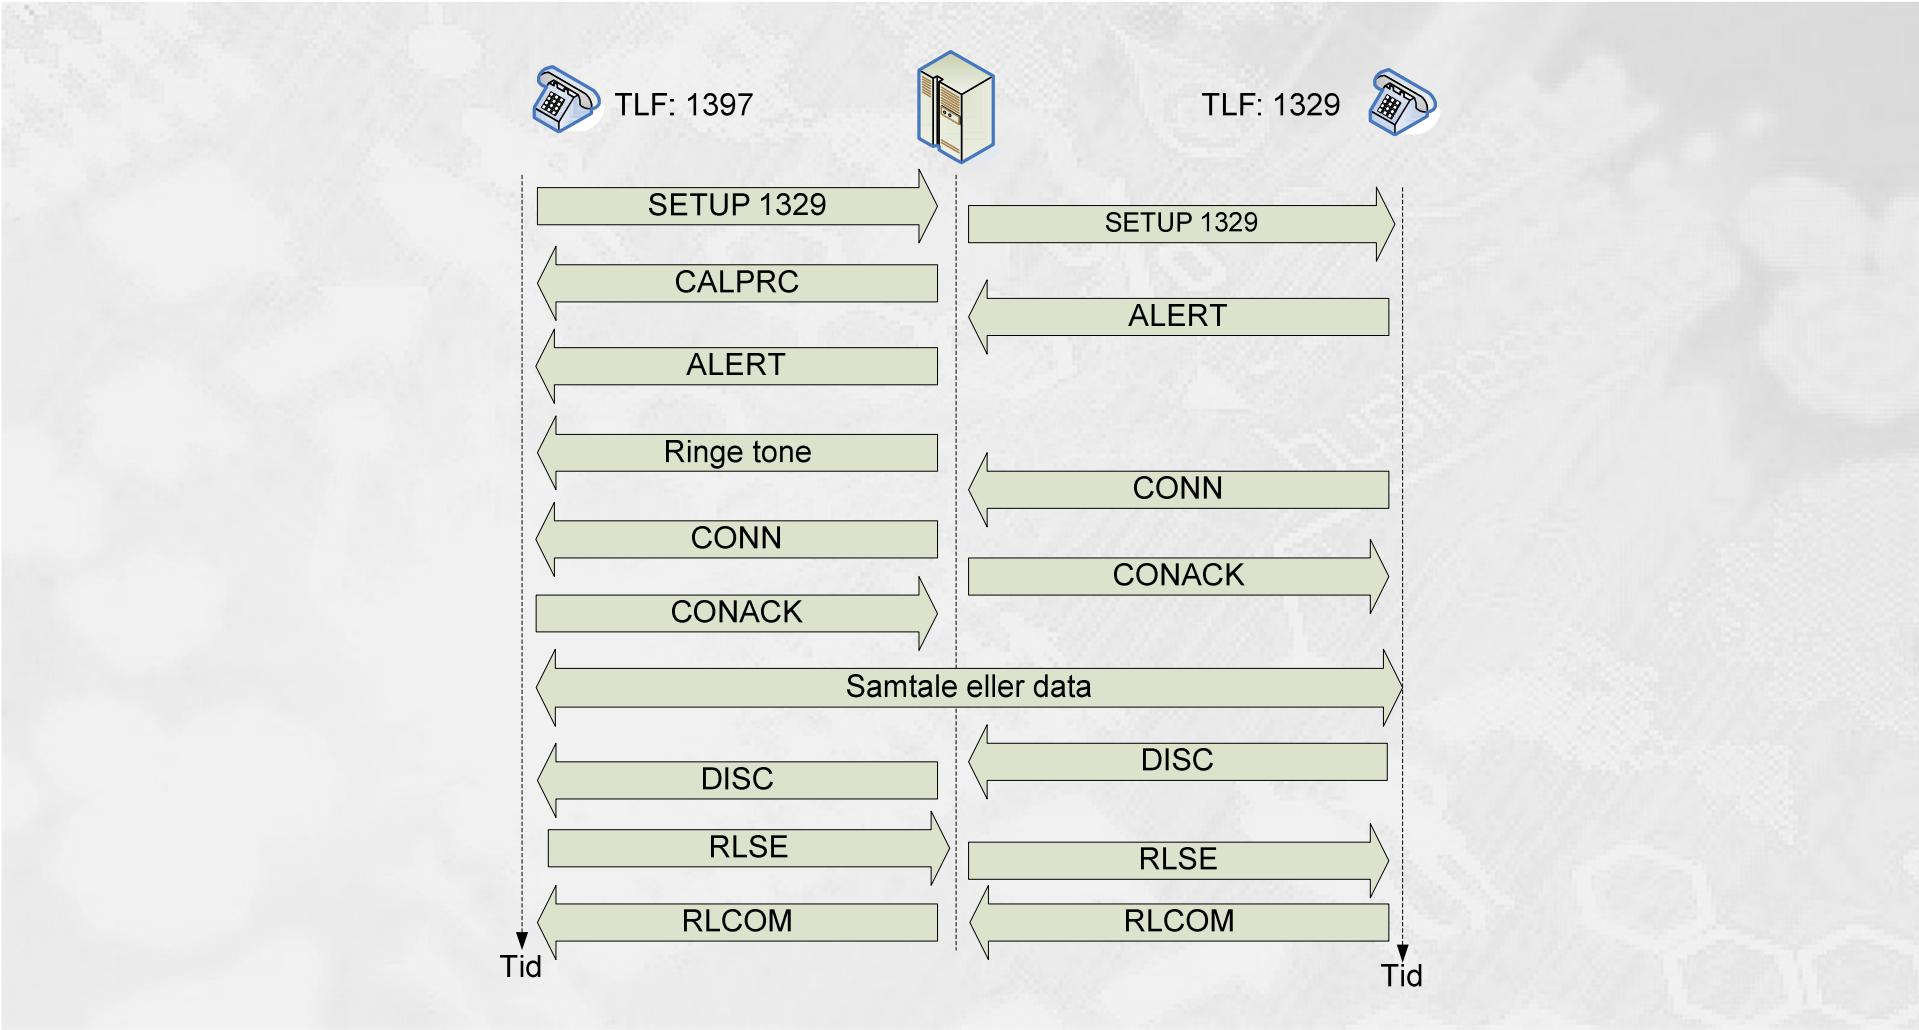 TLF: 1397
TLF: 1329
SETUP 1329
SETUP 1329
CALPRC
ALERT
ALERT
Ringe tone
CONN
CONN
CONACK
CONACK
Samtale eller data
DISC
DISC
RLSE
RLSE
RLCOM
RLCOM
Tid
Tid
business